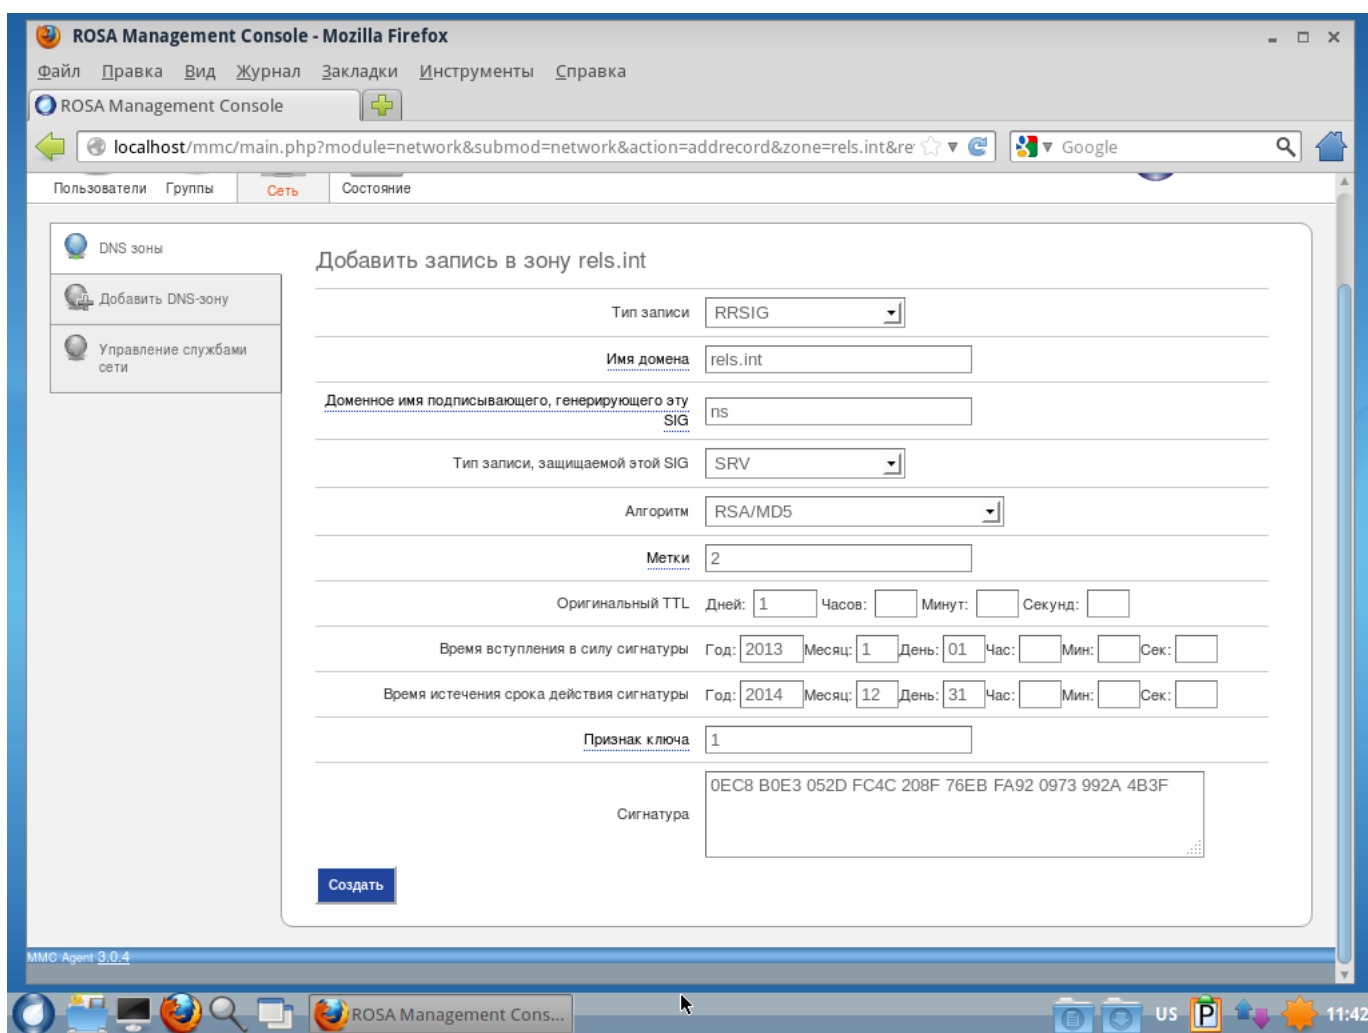 ROSA Management Console - Mozilla Firefox
Файл Правка Вид Журнал Закладки Инструменты Справка
ROSA Management Console
localhost/mmc/main.php?module=network&submod=network&action=addrecord&zone=rels.int&re Google
Пользователи Группы Сеть Состояние
DNS зоны
Добавить DNS-зону
Управление службами
сети
Добавить запись в зону rels.int
Тип записи RRSIG
Имя домена rels.int
Доменное имя подписывающего, генерирующего эту
SIG ns
Тип записи, защищаемой этой SIG SRV
Алгоритм RSA/MD5
Метки 2
Оригинальный TTL Дней: 1 Часов: Минут: Секунд:
Время вступления в силу сигнатуры Год: 2013 Месяц: 1 День: 01 Час: Мин: Сек:
Время истечения срока действия сигнатуры Год: 2014 Месяц: 12 День: 31 Час: Мин: Сек:
Признак ключа 1
Сигнатура 0EC8 B0E3 052D FC4C 208F 76EB FA92 0973 992A 4B3F
Создать
MMC Agent 3.0.4
ROSA Management Cons... US P 11:42